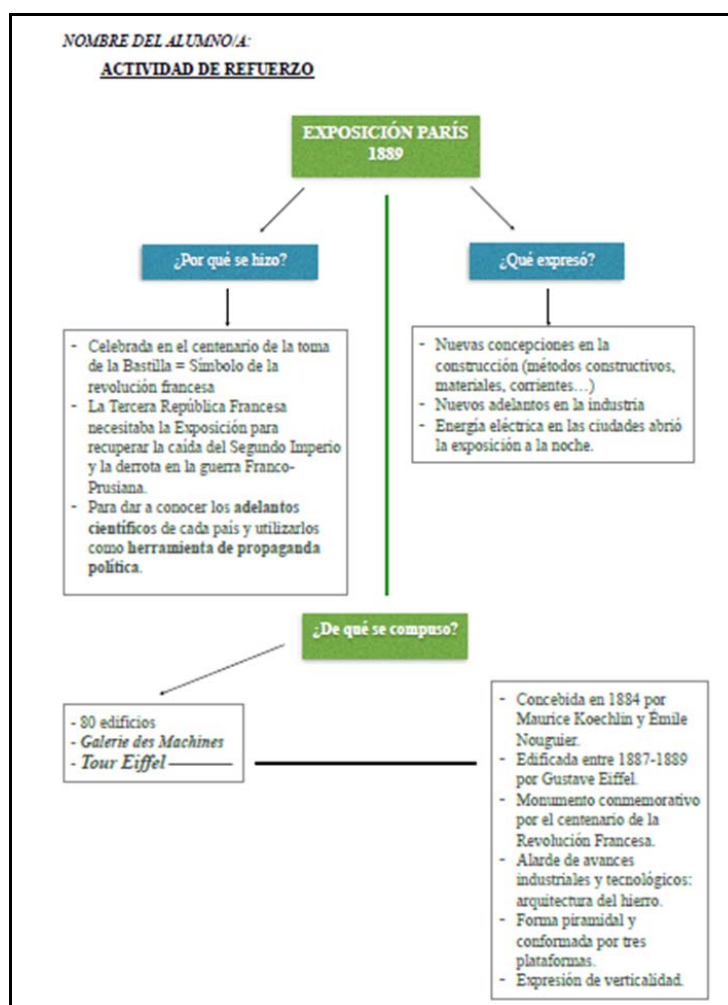 NOMBRE DEL ALUMNO/A:
ACTIVIDAD DE REFUERZO
EXPOSICIÓN PARÍS
1889
¿Por qué se hizo?
¿Qué expresó?
- Celebrada en el centenario de la toma
de la Bastilla = Símbolo de la
revolución francesa
- La Tercera República Francesa
necesitaba la Exposición para
recuperar la caída del Segundo Imperio
y la derrota en la guerra Franco-
Prusiana.
- Para dar a conocer los adelantos
científicos de cada país y utilizarlos
como herramienta de propaganda
política.
- Nuevas concepciones en la
construcción (métodos constructivos,
materiales, corrientes…)
- Nuevos adelantos en la industria
- Energía eléctrica en las ciudades abrió
la exposición a la noche.
¿De qué se compuso?
- 80 edificios
- Galerie des Machines
- Tour Eiffel
- Concebida en 1884 por
Maurice Koechlin y Émile
Nouguier.
- Edificada entre 1887-1889
por Gustave Eiffel.
- Monumento conmemorativo
por el centenario de la
Revolución Francesa.
- Alarde de avances
industriales y tecnológicos:
arquitectura del hierro.
- Forma piramidal y
conformada por tres
plataformas.
- Expresión de verticalidad.